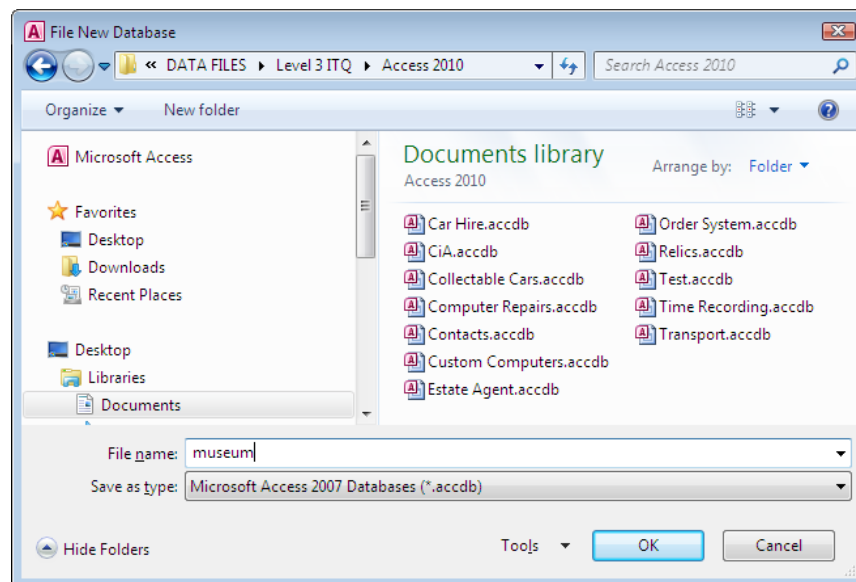 File New Database
« DATA FILES ▸ Level 3 ITQ ▸ Access 2010
Search Access 2010
Organize
New folder
Microsoft Access
Favorites
Desktop
Downloads
Recent Places
Desktop
Libraries
Documents
Documents library
Access 2010
Arrange by: Folder
Car Hire.accdb
CiA.accdb
Collectable Cars.accdb
Computer Repairs.accdb
Contacts.accdb
Custom Computers.accdb
Estate Agent.accdb
Order System.accdb
Relics.accdb
Test.accdb
Time Recording.accdb
Transport.accdb
File name: museum
Save as type: Microsoft Access 2007 Databases (*.accdb)
Hide Folders
Tools
OK
Cancel